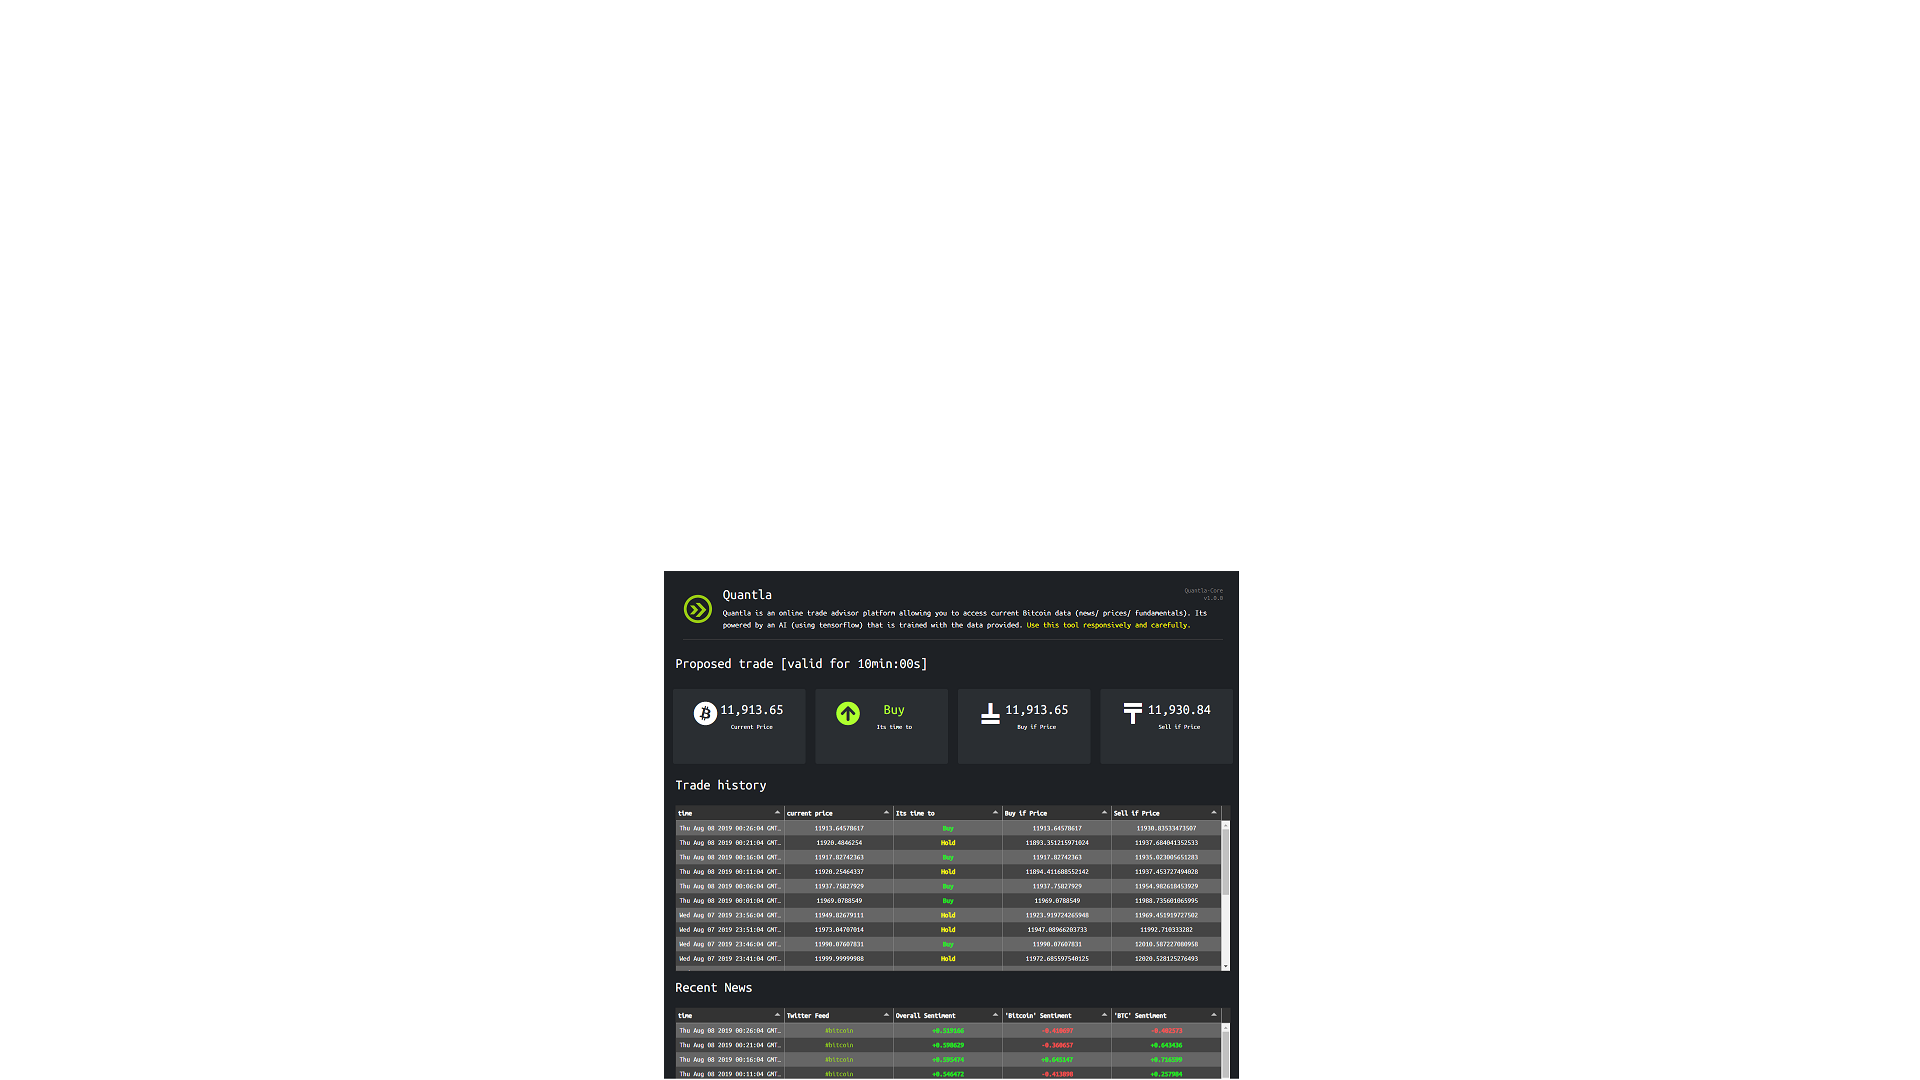 Quantla
Quantla-Core
v1.0.0
Quantla is an online trade advisor platform allowing you to access current Bitcoin data (news/ prices/ fundamentals). Its
powered by an AI (using tensorflow) that is trained with the data provided. Use this tool responsively and carefully.
Proposed trade [valid for 10min:00s]
11,913.65
Current Price
Buy
Its time to
11,913.65
Buy if Price
11,930.84
Sell if Price
Trade history
time current price Its time to Buy if Price Sell if Price
Thu Aug 08 2019 00:26:04 GMT… 11913.64578617 Buy 11913.64578617 11930.83533473507
Thu Aug 08 2019 00:21:04 GMT… 11920.4846254 Hold 11893.351215971024 11937.684041352533
Thu Aug 08 2019 00:16:04 GMT… 11917.82742363 Buy 11917.82742363 11935.023005651283
Thu Aug 08 2019 00:11:04 GMT… 11920.25464337 Hold 11894.411688552142 11937.453727494028
Thu Aug 08 2019 00:06:04 GMT… 11937.75827929 Buy 11937.75827929 11954.982618453929
Thu Aug 08 2019 00:01:04 GMT… 11969.0788549 Buy 11969.0788549 11988.735601065995
Wed Aug 07 2019 23:56:04 GMT… 11949.82679111 Hold 11923.919724265948 11969.451919727502
Wed Aug 07 2019 23:51:04 GMT… 11973.04707014 Hold 11947.08966203733 11992.710333282
Wed Aug 07 2019 23:46:04 GMT… 11990.07607831 Buy 11990.07607831 12010.587227080958
Wed Aug 07 2019 23:41:04 GMT… 11999.99999988 Hold 11972.685597540125 12020.528125276493
Recent News
time Twitter Feed Overall Sentiment 'Bitcoin' Sentiment 'BTC' Sentiment
Thu Aug 08 2019 00:26:04 GMT… #bitcoin +0.519166
Thu Aug 08 2019 00:21:04 GMT… #bitcoin +0.598629 -0.360657 +0.643436
Thu Aug 08 2019 00:16:04 GMT… #bitcoin +0.595474 +0.645147 +0.716599
Thu Aug 08 2019 00:11:04 GMT… #bitcoin +0.546472 -0.413898 +0.257984